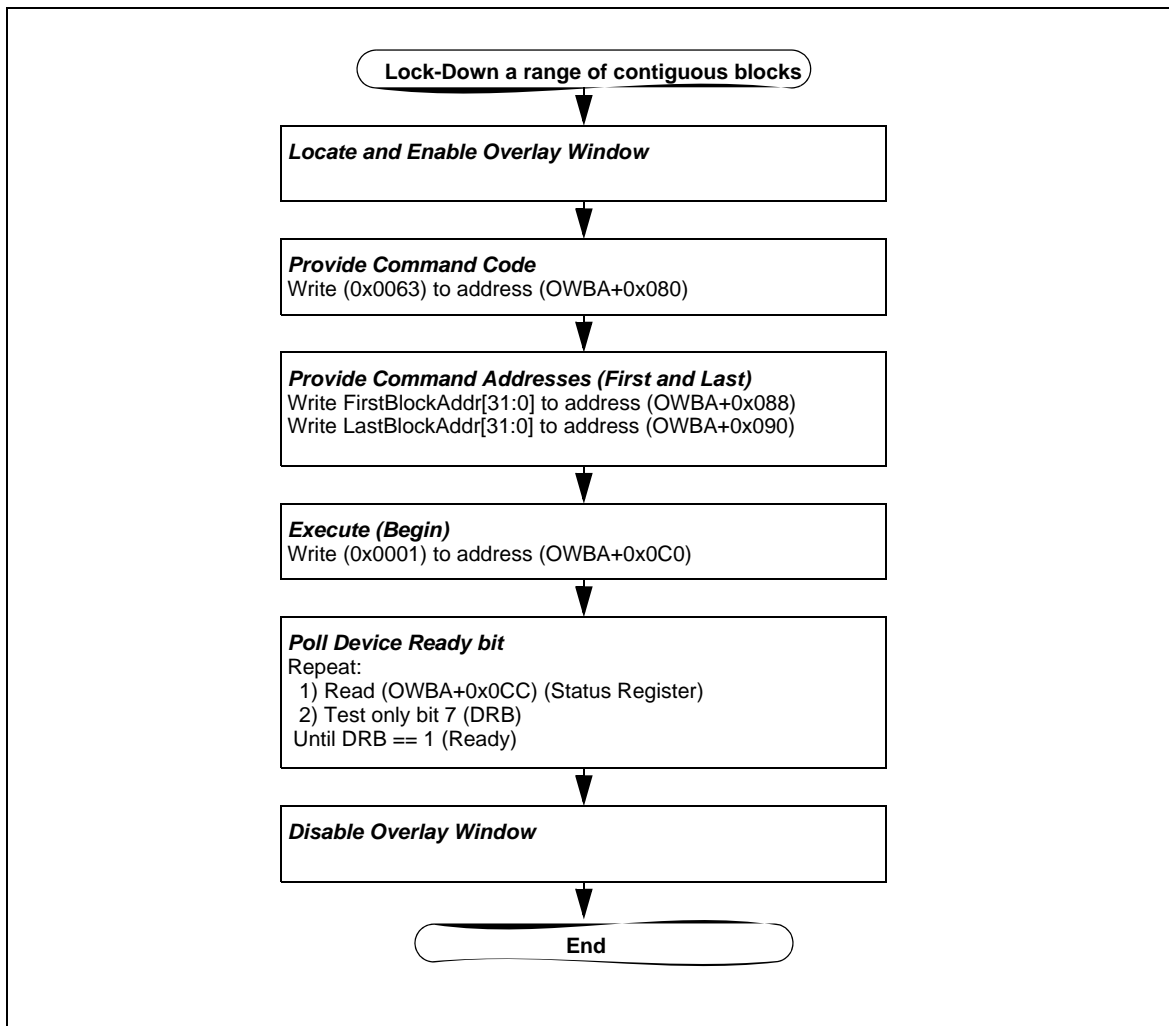 Lock-Down a range of contiguous blocks
Locate and Enable Overlay Window
Provide Command Code
Write (0x0063) to address (OWBA+0x080)
Provide Command Addresses (First and Last)
Write FirstBlockAddr[31:0] to address (OWBA+0x088)
Write LastBlockAddr[31:0] to address (OWBA+0x090)
Execute (Begin)
Write (0x0001) to address (OWBA+0x0C0)
Poll Device Ready bit
Repeat:
1) Read (OWBA+0x0CC) (Status Register)
2) Test only bit 7 (DRB)
Until DRB == 1 (Ready)
Disable Overlay Window
End